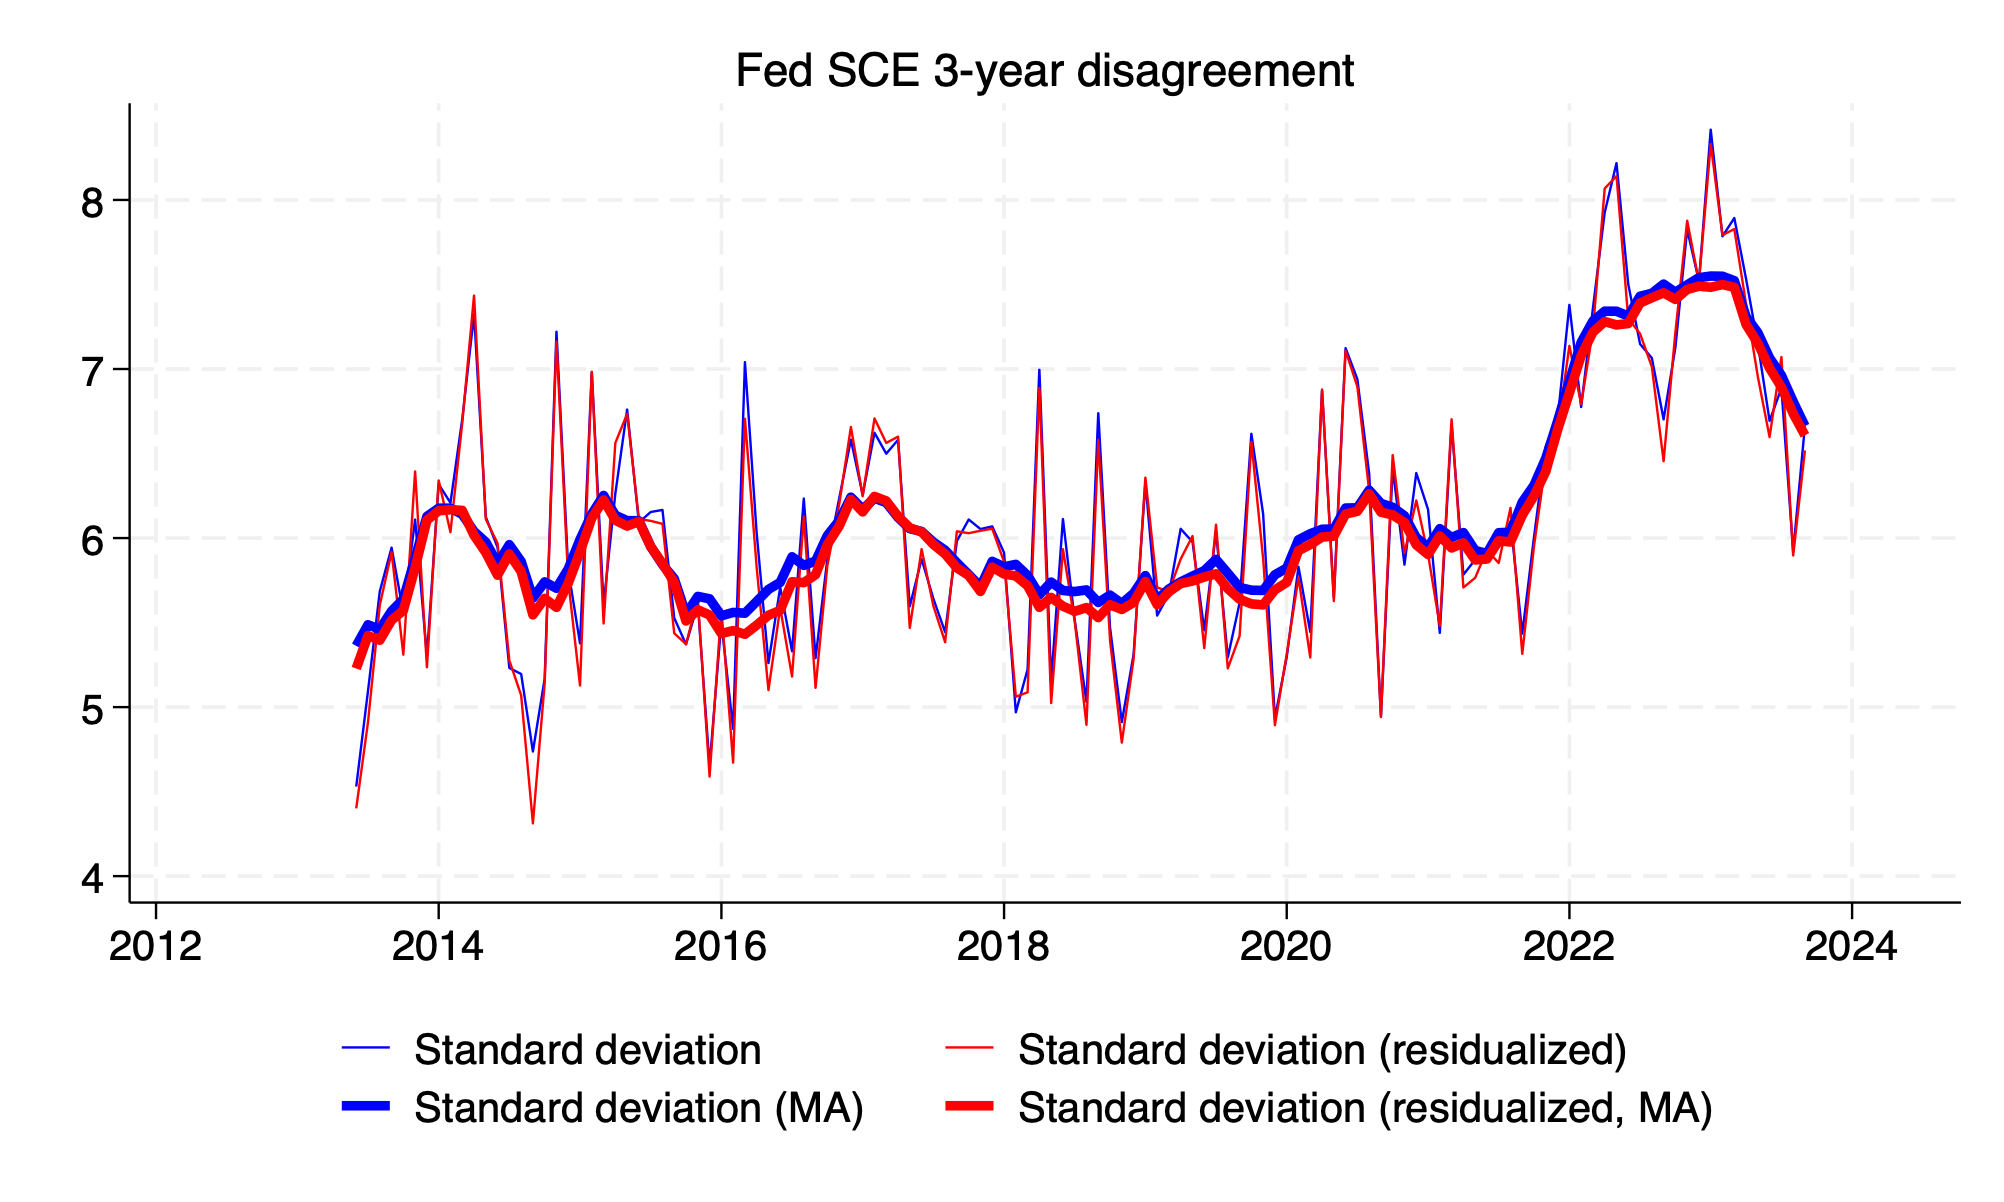 Fed SCE 3-year disagreement
8
7
6
5
4
2012 2014 2016 2018 2020 2022 2024
Standard deviation Standard deviation (residualized)
Standard deviation (MA) Standard deviation (residualized, MA)